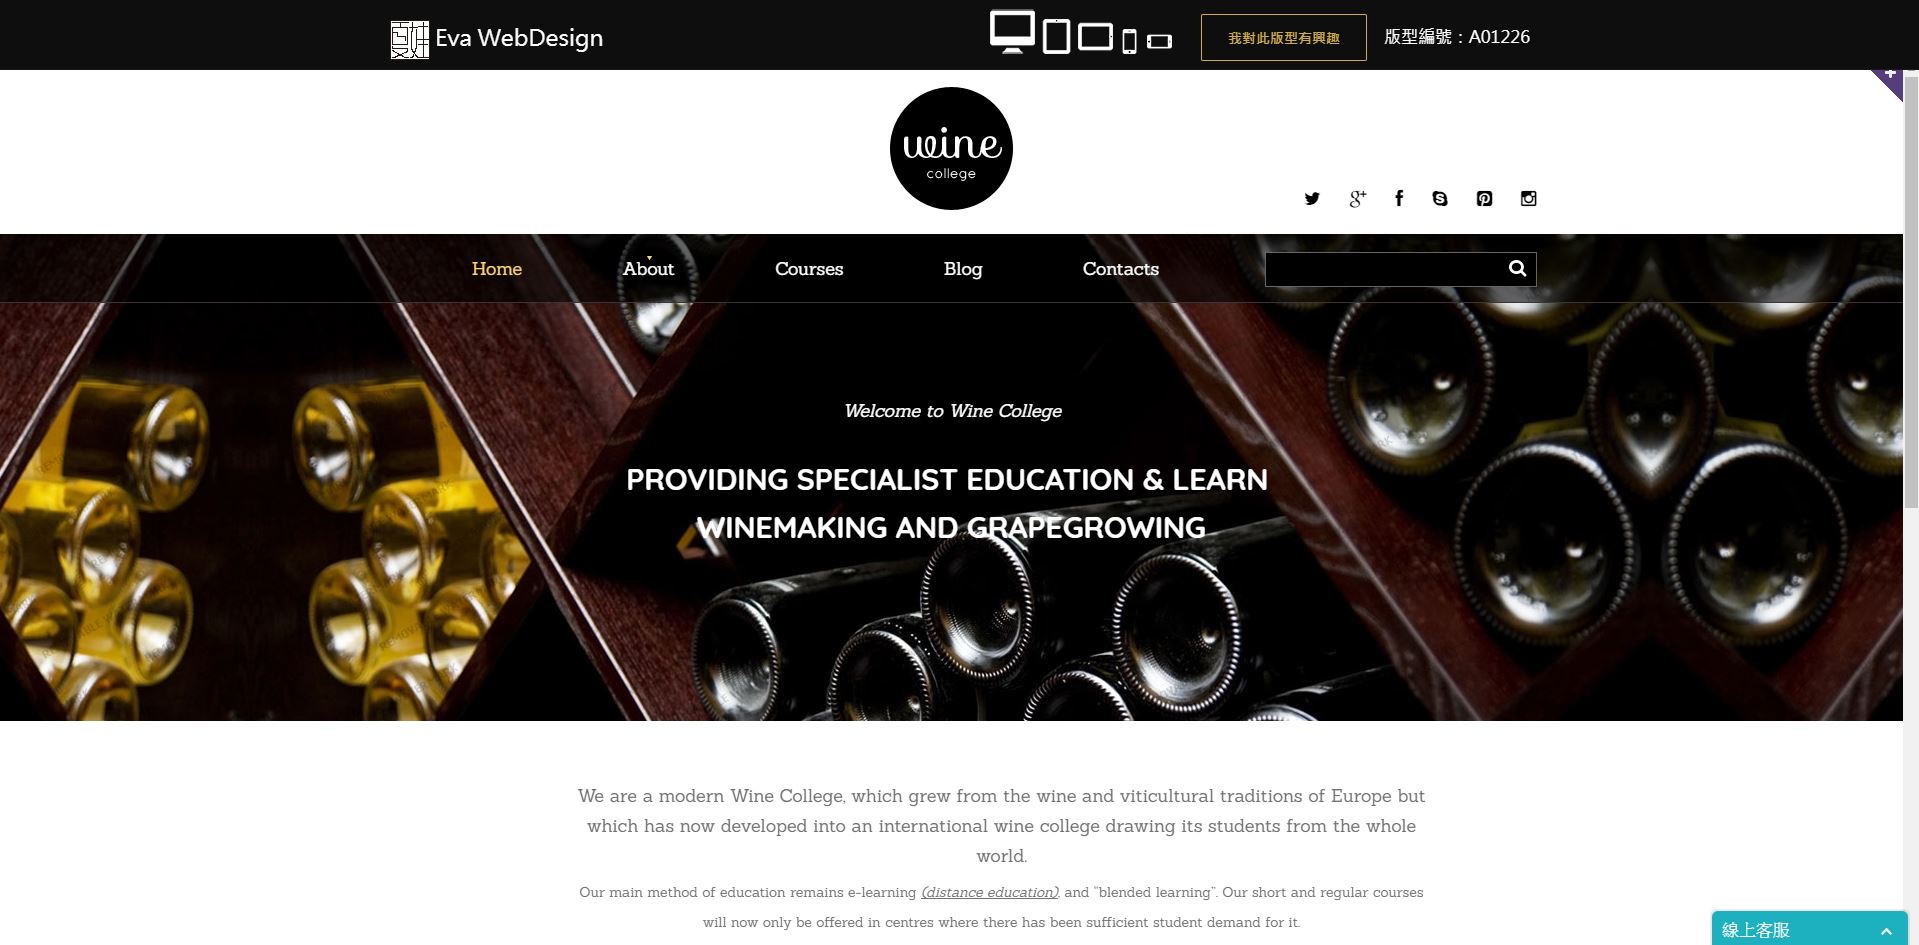 Eva WebDesign
我對此版型有興趣
版型編號：A01226
wine
college
Home
About
Courses
Blog
Contacts
Welcome to Wine College
PROVIDING SPECIALIST EDUCATION & LEARN
WINEMAKING AND GRAPEGROWING
We are a modern Wine College, which grew from the wine and viticultural traditions of Europe but
which has now developed into an international wine college drawing its students from the whole
world.
Our main method of education remains e-learning (distance education), and “blended learning”. Our short and regular courses
will now only be offered in centres where there has been sufficient student demand for it.
線上客服